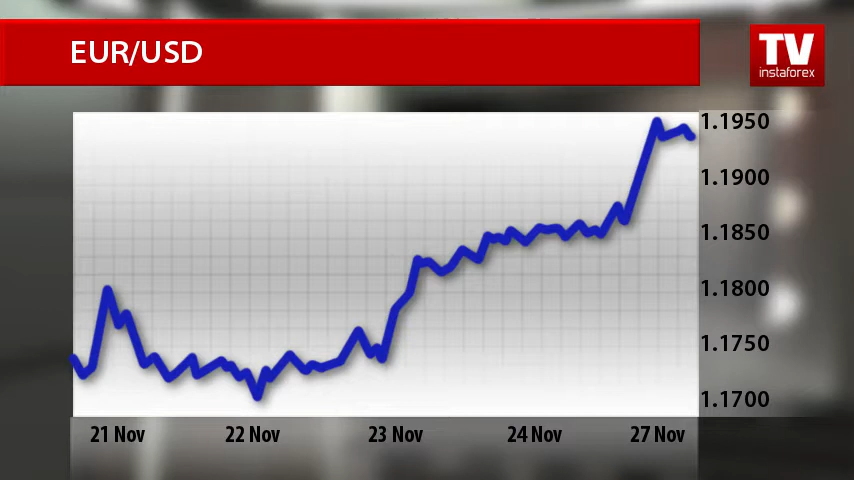 EUR/USD
TV
instaforex
1.1950
1.1900
1.1850
1.1800
1.1750
1.1700
21 Nov 22 Nov 23 Nov 24 Nov 27 Nov